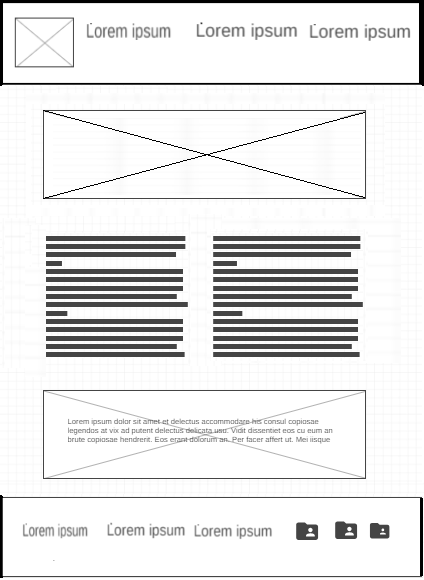 Lorem ipsum Lorem ipsum Lorem ipsum
Lorem ipsum dolor sit amet et delectus accommodare his consul copiosae
legendos at vix ad putent delectus delicata usu. Vidit dissentiet eos cu eum an
brute copiosae hendrerit. Eos erant dolorum an. Per facer affert ut. Mei iisque
Lorem ipsum Lorem ipsum Lorem ipsum